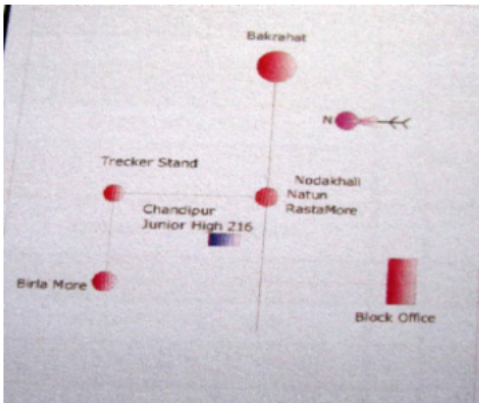 Bakrahat
N
Trecker Stand
Nodakhali
Natun
RastaMore
Chandipur
Junior High 216
Birla More
Block Office